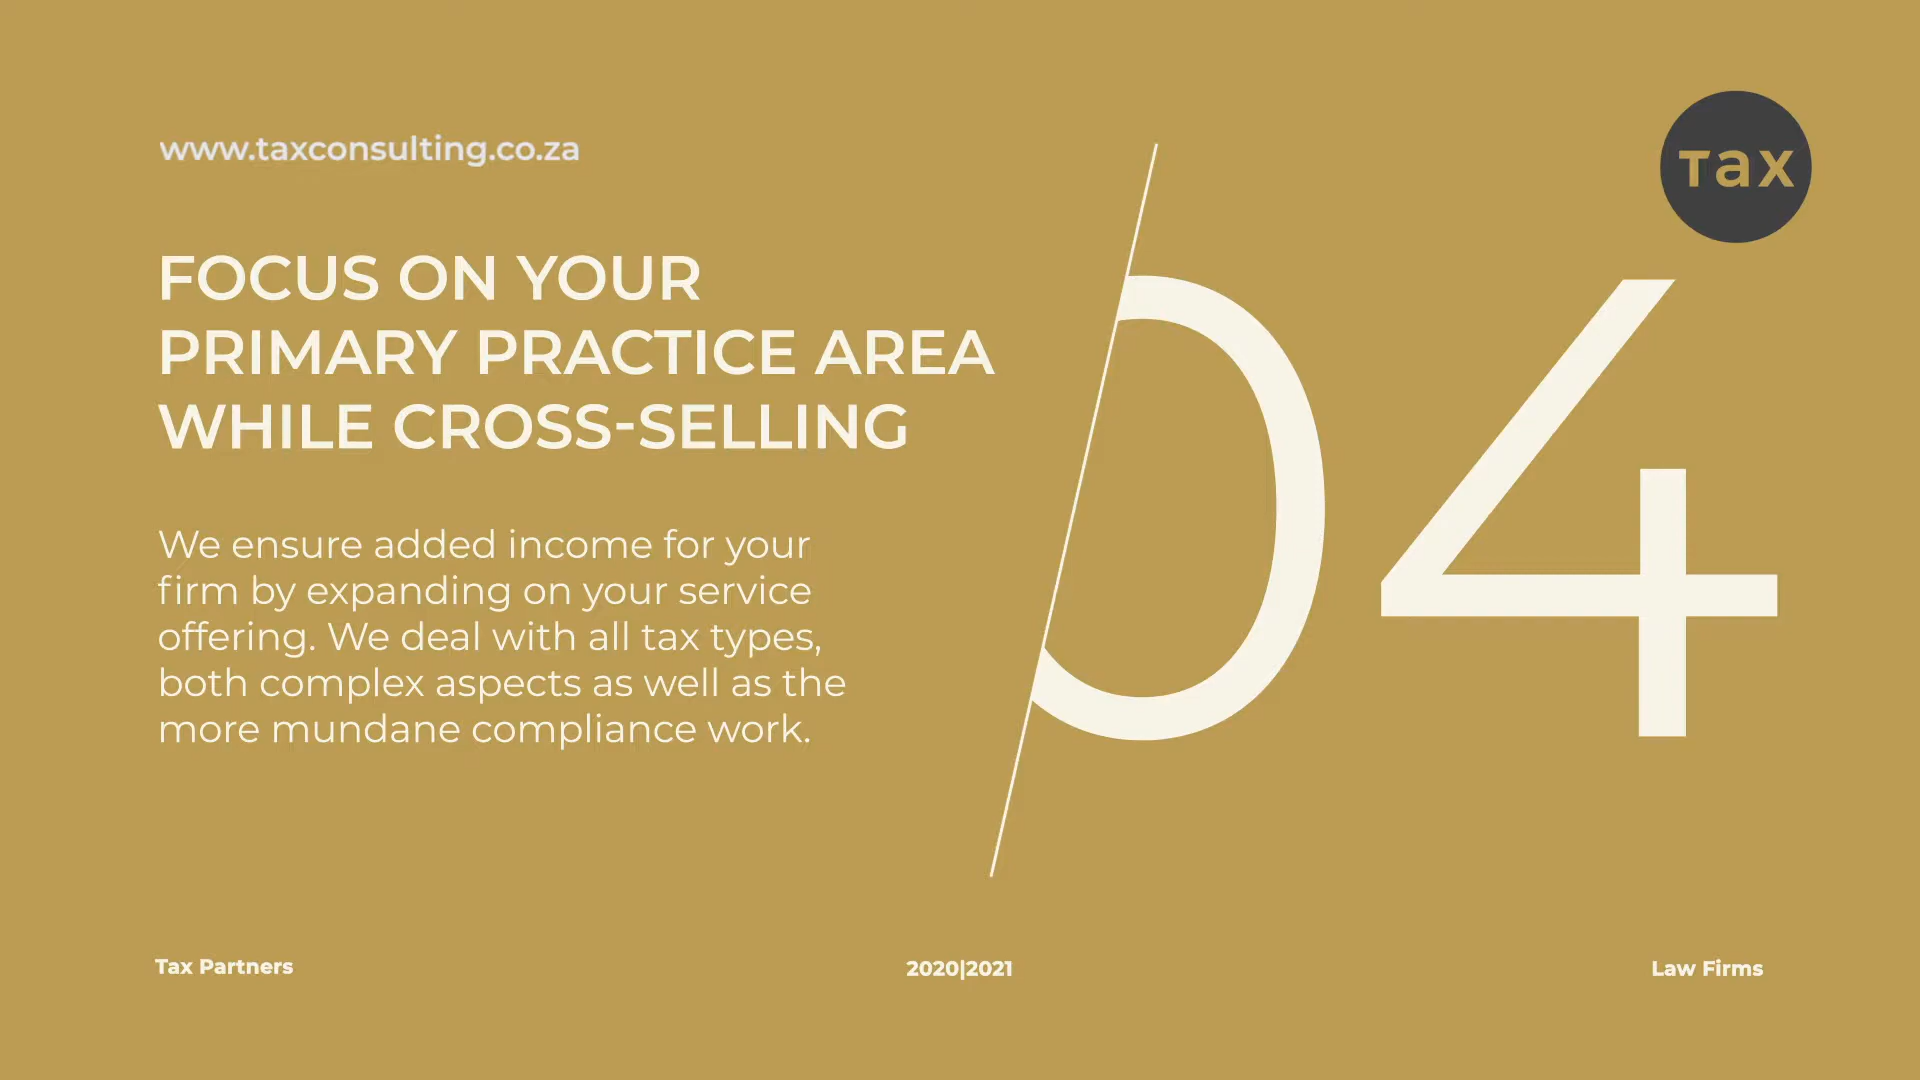 www.taxconsulting.co.za
Tax
FOCUS ON YOUR
PRIMARY PRACTICE AREA
WHILE CROSS-SELLING
04
We ensure added income for your
firm by expanding on your service
offering. We deal with all tax types,
both complex aspects as well as the
more mundane compliance work.
Tax Partners
2020|2021
Law Firms